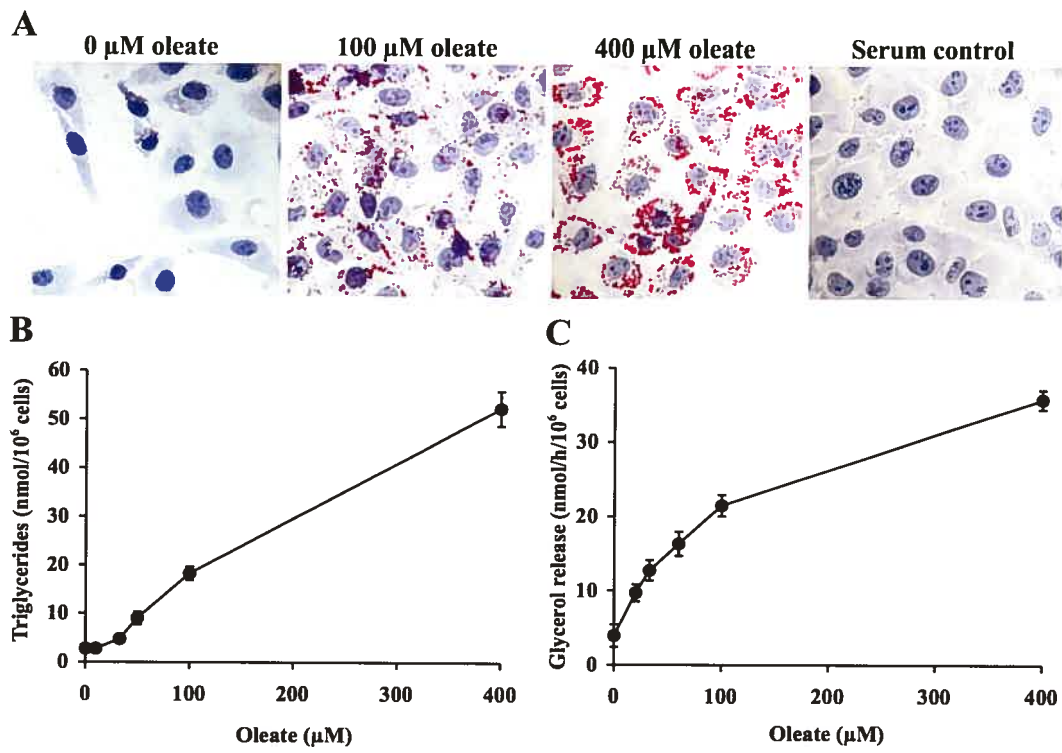 A
0 µM oleate 100 µM oleate 400 µM oleate Serum control
B
60
50
40
30
20
10
0
Triglycerides (nmol/10⁶ cells)
0 100 200 300 400
Oleate (µM)
C
40
30
20
10
0
Glycerol release (nmol/h/10⁶ cells)
0 100 200 300 400
Oleate (µM)